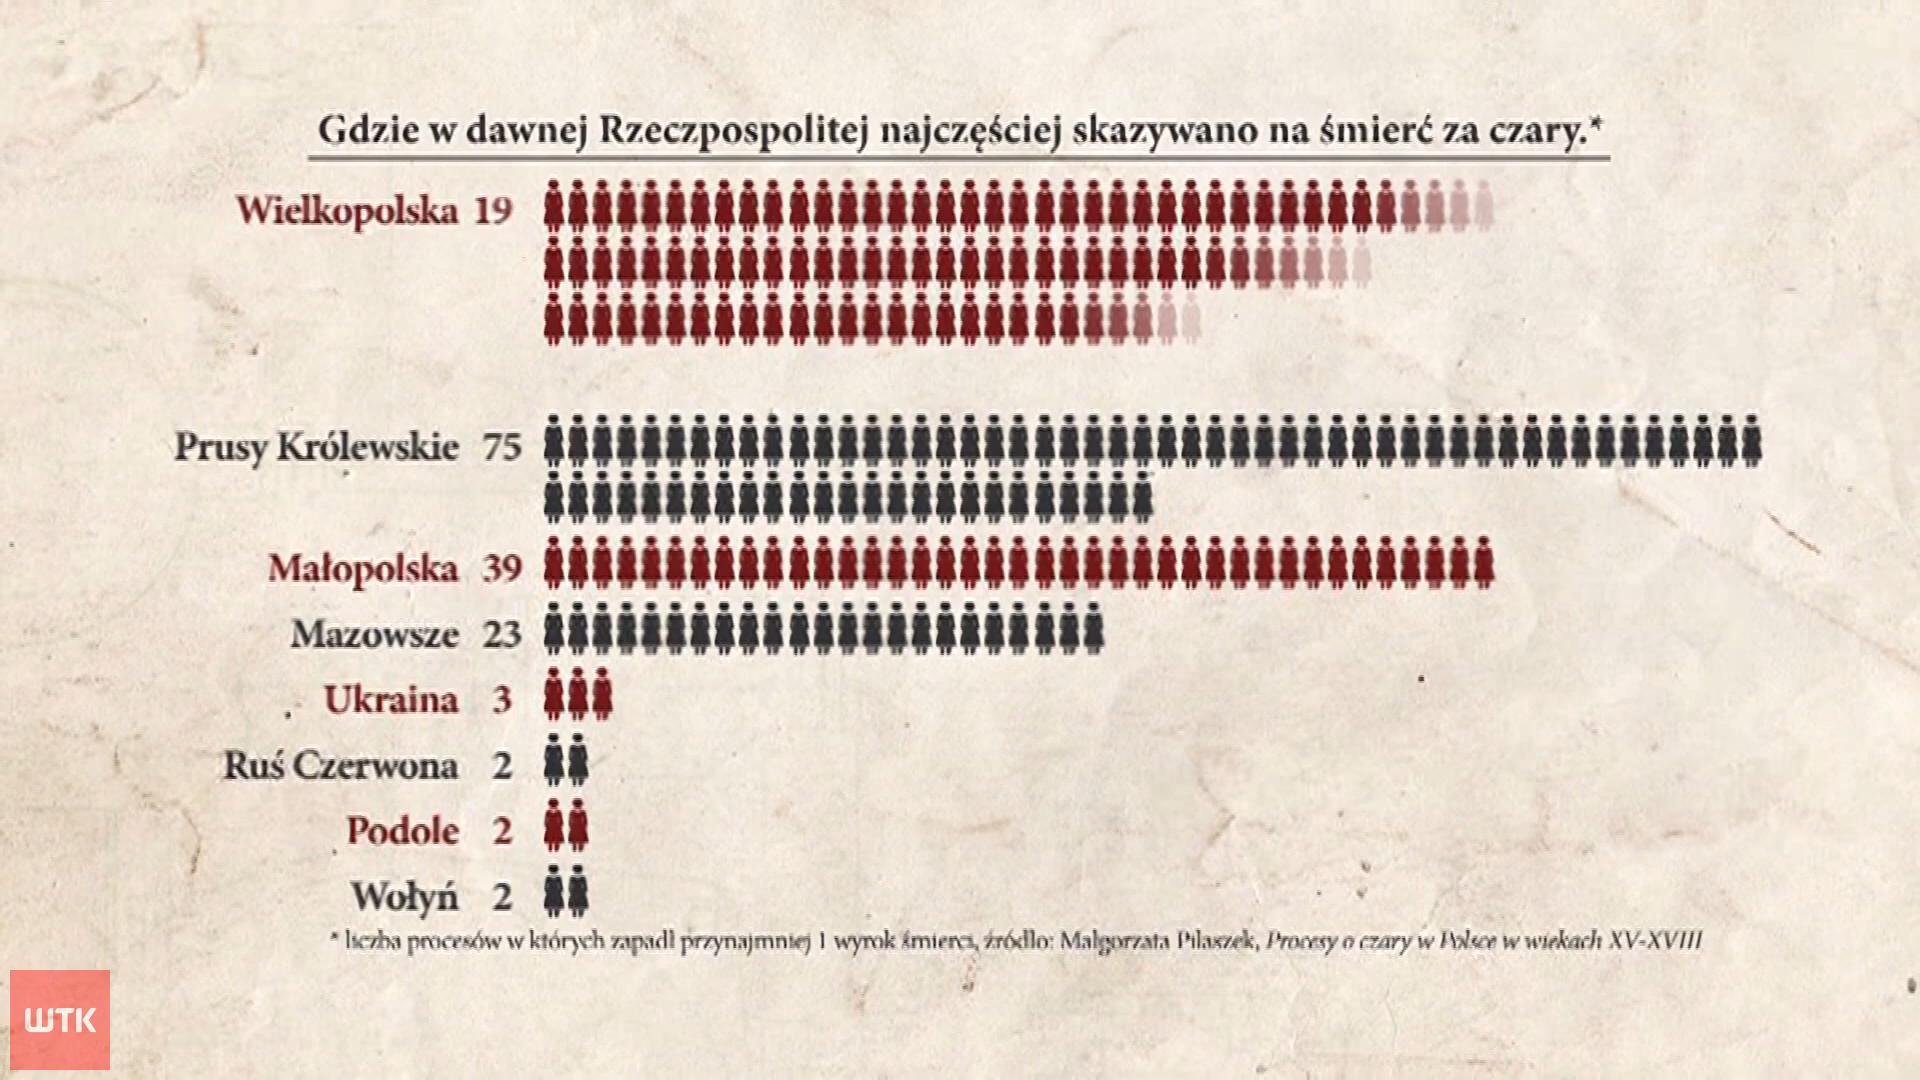 Gdzie w dawnej Rzeczpospolitej najczęściej skazywano na śmierć za czary.*
Wielkopolska 19
Prusy Królewskie 75
Małopolska 39
Mazowsze 23
Ukraina 3
Ruś Czerwona 2
Podole 2
Wołyń 2
* liczba procesów w których zapadł przynajmniej 1 wyrok śmierci, źródło: Małgorzata Pilaszek, Procesy o czary w Polsce w wiekach XV-XVIII
WTK